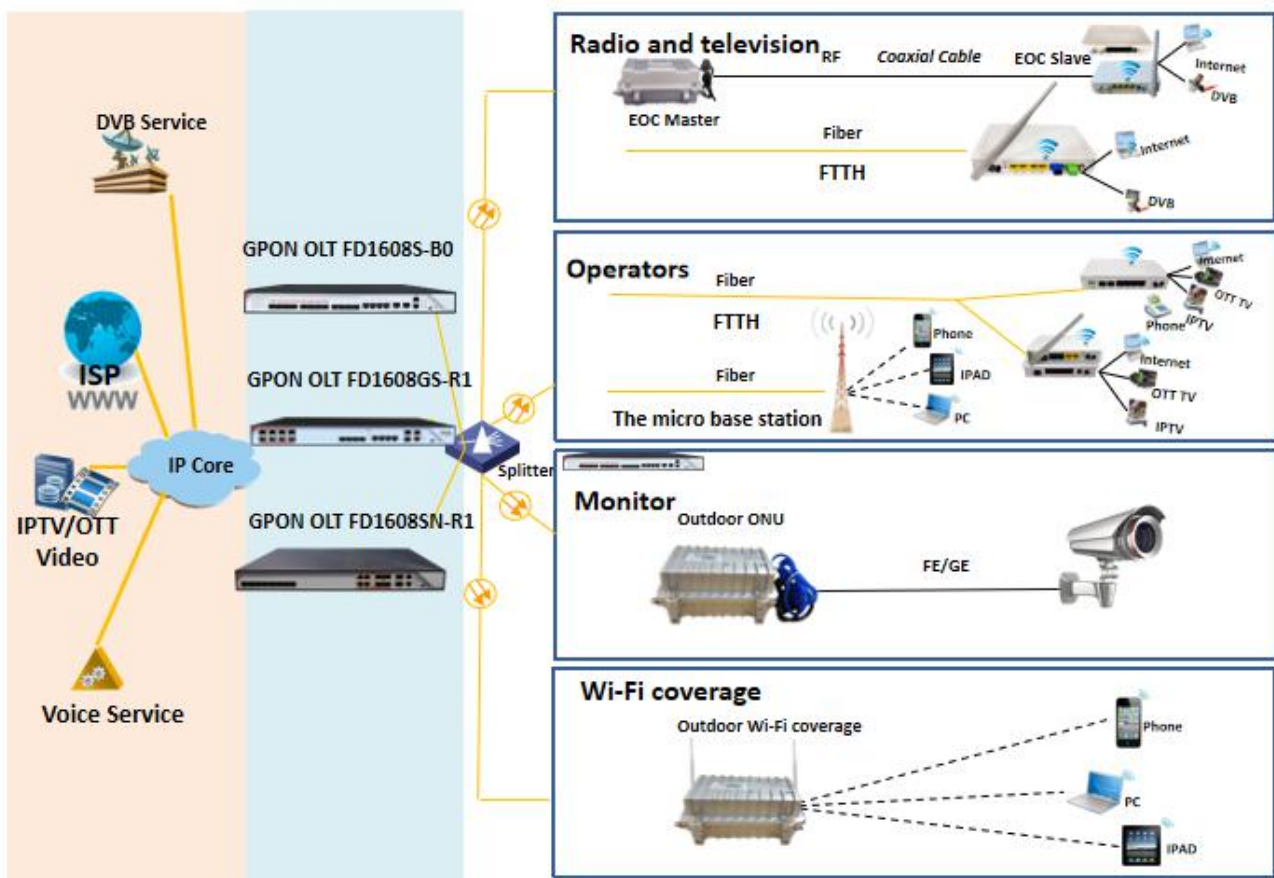 DVB Service
ISP
WWW
IP Core
IPTV/OTT
Video
Voice Service
GPON OLT FD1608S-B0
GPON OLT FD1608GS-R1
GPON OLT FD1608SN-R1
Splitter
Radio and television
RF
Coaxial Cable
EOC Slave
Internet
DVB
EOC Master
Fiber
FTTH
Internet
DVB
Operators
Fiber
FTTH
Internet
OTT TV
IPTV
Phone
Phone
IPAD
PC
Internet
OTT TV
IPTV
Fiber
The micro base station
Monitor
Outdoor ONU
FE/GE
Wi-Fi coverage
Outdoor Wi-Fi coverage
Phone
PC
IPAD